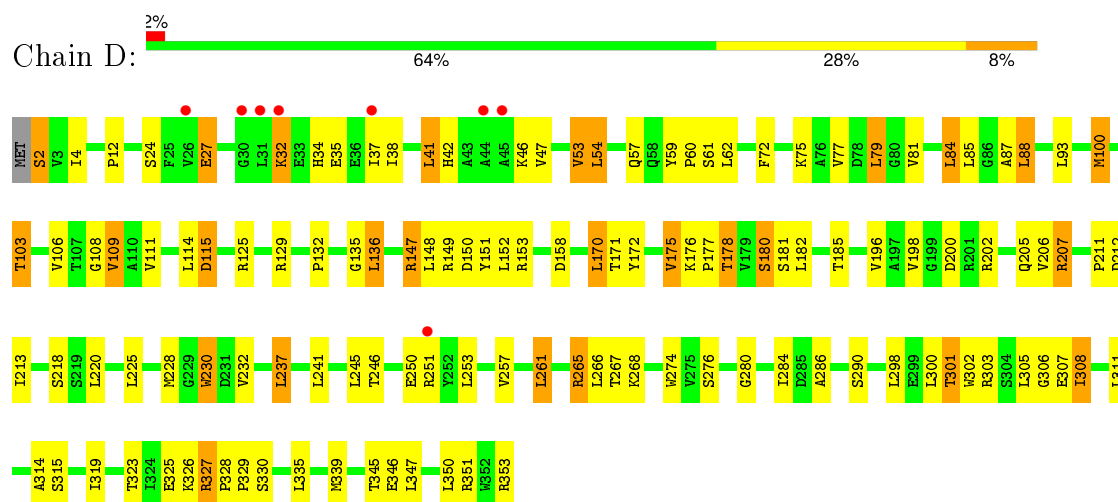 2%
Chain D:
64% 28% 8%
MET S2 V3 I4 P12 S24 F25 V26 E27 G30 L31 K32 E33 H34 E35 E36 I37 I38 L41 H42 A43 A44 A45 K46 V47 V53 L54 Q57 Q58 Y59 P60 S61 L62 F72 K75 A76 V77 D78 L79 G80 V81 L84 L85 G86 A87 L88 L93 M100
T103 V106 T107 G108 V109 A110 V111 L114 D115 R125 R129 P132 G135 L136 R147 L148 R149 D150 Y151 L152 R153 D158 L170 T171 Y172 V175 K176 P177 T178 V179 S180 S181 L182 T185 V196 A197 V198 G199 D200 R201 R202 Q205 V206 R207 P211 D212
I213 S218 S219 L220 L225 M228 G229 W230 D231 V232 L237 L241 L245 T246 E250 R251 Y252 L253 V257 L261 R265 L266 T267 K268 W274 V275 S276 G280 I284 D285 A286 S290 L298 E299 L300 T301 W302 R303 S304 L305 G306 E307 I308 L311
A314 S315 I319 T323 I324 E325 K326 R327 P328 P329 S330 L335 M339 T345 E346 L347 L350 R351 W352 R353